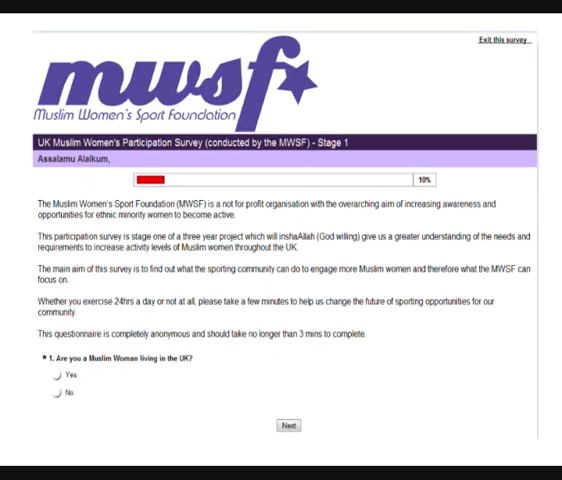 Exit this survey
mwsf
Muslim Women's Sport Foundation
UK Muslim Women's Participation Survey (conducted by the MWSF) - Stage 1
Assalamu Alaikum,
10%
The Muslim Women's Sport Foundation (MWSF) is a not for profit organisation with the overarching aim of increasing awareness and
opportunities for ethnic minority women to become active.
This participation survey is stage one of a three year project which will inshaAllah (God willing) give us a greater understanding of the needs and
requirements to increase activity levels of Muslim women throughout the UK.
The main aim of this survey is to find out what the sporting community can do to engage more Muslim women and therefore what the MWSF can
focus on.
Whether you exercise 24hrs a day or not at all, please take a few minutes to help us change the future of sporting opportunities for our
community.
This questionnaire is completely anonymous and should take no longer than 3 mins to complete.
* 1. Are you a Muslim Woman living in the UK?
Yes
No
Next